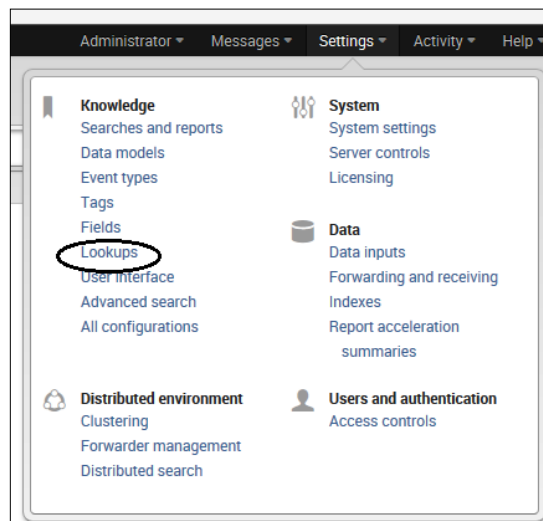 Administrator Messages Settings Activity Help
Knowledge
Searches and reports
Data models
Event types
Tags
Fields
Lookups
User interface
Advanced search
All configurations
System
System settings
Server controls
Licensing
Data
Data inputs
Forwarding and receiving
Indexes
Report acceleration
summaries
Distributed environment
Clustering
Forwarder management
Distributed search
Users and authentication
Access controls